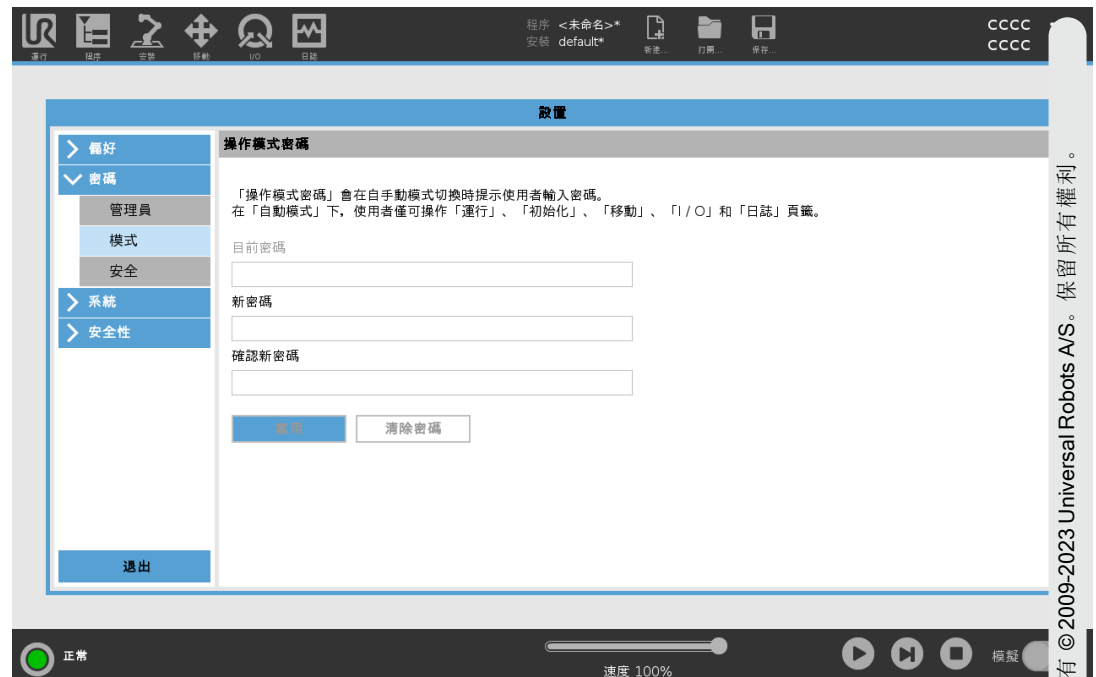 UR
運行
程序
安裝
移動
I/O
日誌
程序 <未命名>*
安裝 default*
新建...
打開...
保存...
cccc
cccc
設置
偏好
密碼
管理員
模式
安全
系統
安全性
退出
操作模式密碼
「操作模式密碼」會在自手動模式切換時提示使用者輸入密碼。
在「自動模式」下，使用者僅可操作「運行」、「初始化」、「移動」、「I / O」和「日誌」頁籤。
目前密碼
新密碼
確認新密碼
套用
清除密碼
正常
速度 100%
模擬
有 ©2009-2023 Universal Robots A/S。保留所有權利。